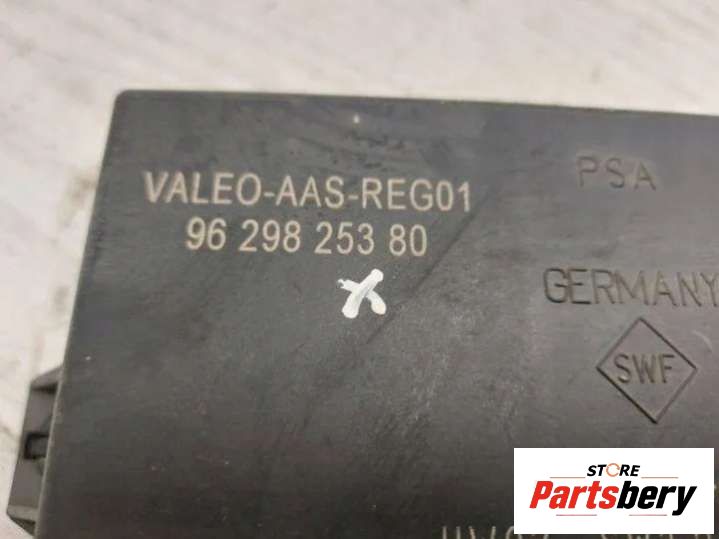 VALEO-AAS-REG01
96 298 253 80
PSA
GERMANY
SWF
STORE
Partsbery